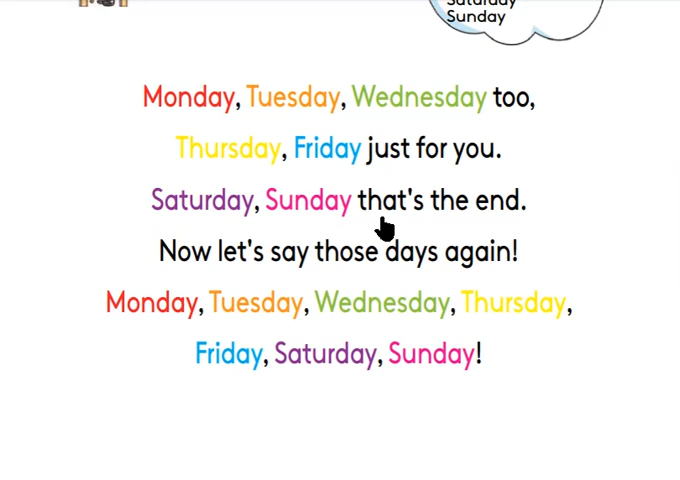 Saturday
Sunday
Monday, Tuesday, Wednesday too,
Thursday, Friday just for you.
Saturday, Sunday that's the end.
Now let's say those days again!
Monday, Tuesday, Wednesday, Thursday,
Friday, Saturday, Sunday!